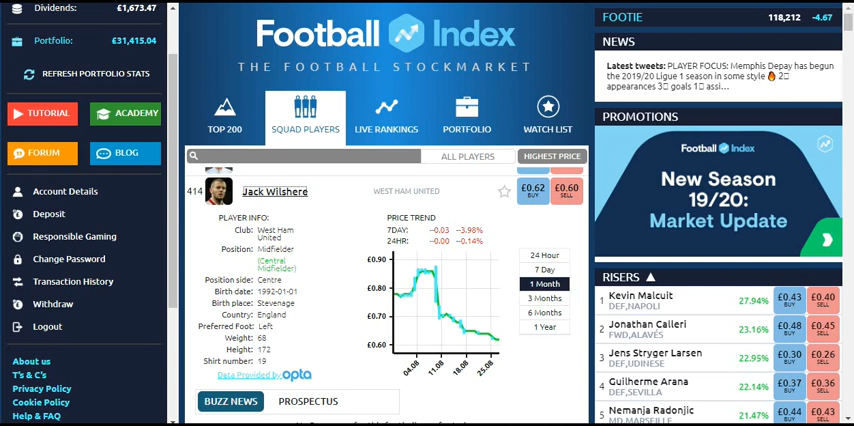 Dividends: £1,673.47
Portfolio: £31,415.04
REFRESH PORTFOLIO STATS
TUTORIAL
ACADEMY
FORUM
BLOG
Account Details
Deposit
Responsible Gaming
Change Password
Transaction History
Withdraw
Logout
About us
T's & C's
Privacy Policy
Cookie Policy
Help & FAQ
Football Index
THE FOOTBALL STOCKMARKET
TOP 200
SQUAD PLAYERS
LIVE RANKINGS
PORTFOLIO
WATCH LIST
ALL PLAYERS
HIGHEST PRICE
414 Jack Wilshere WEST HAM UNITED £0.62 BUY £0.60 SELL
PLAYER INFO:
Club: West Ham
United
Position: Midfielder
(Central
Midfielder)
Position side: Centre
Birth date: 1992-01-01
Birth place: Stevenage
Country: England
Preferred Foot: Left
Weight: 68
Height: 172
Shirt number: 19
Data Provided by opta
PRICE TREND
7DAY: −0.03 −3.98%
24HR: −0.00 −0.14%
£0.90
£0.80
£0.70
£0.60
04.08 11.08 18.08 25.08
24 Hour
7 Day
1 Month
3 Months
6 Months
1 Year
BUZZ NEWS
PROSPECTUS
FOOTIE 118,212 -4.67
NEWS
Latest tweets: PLAYER FOCUS: Memphis Depay has begun
the 2019/20 Ligue 1 season in some style 🔥 2
appearances 3 goals 1 assi...
PROMOTIONS
Football Index
New Season
19/20:
Market Update
RISERS ▲
1 Kevin Malcuit 27.94% £0.43 BUY £0.40 SELL
DEF,NAPOLI
2 Jonathan Calleri 23.16% £0.48 BUY £0.45 SELL
FWD,ALAVÉS
3 Jens Stryger Larsen 22.95% £0.30 BUY £0.26 SELL
DEF,UDINESE
4 Guilherme Arana 22.14% £0.37 BUY £0.36 SELL
DEF,SEVILLA
5 Nemanja Radonjic 21.47% £0.44 BUY £0.43 SELL
MD,MARSEILLE